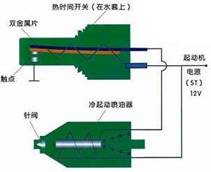 热时间开关（在水套上）
双金属片
触点
起动机
电源
（ST）
12V
冷起动喷油器
针阀